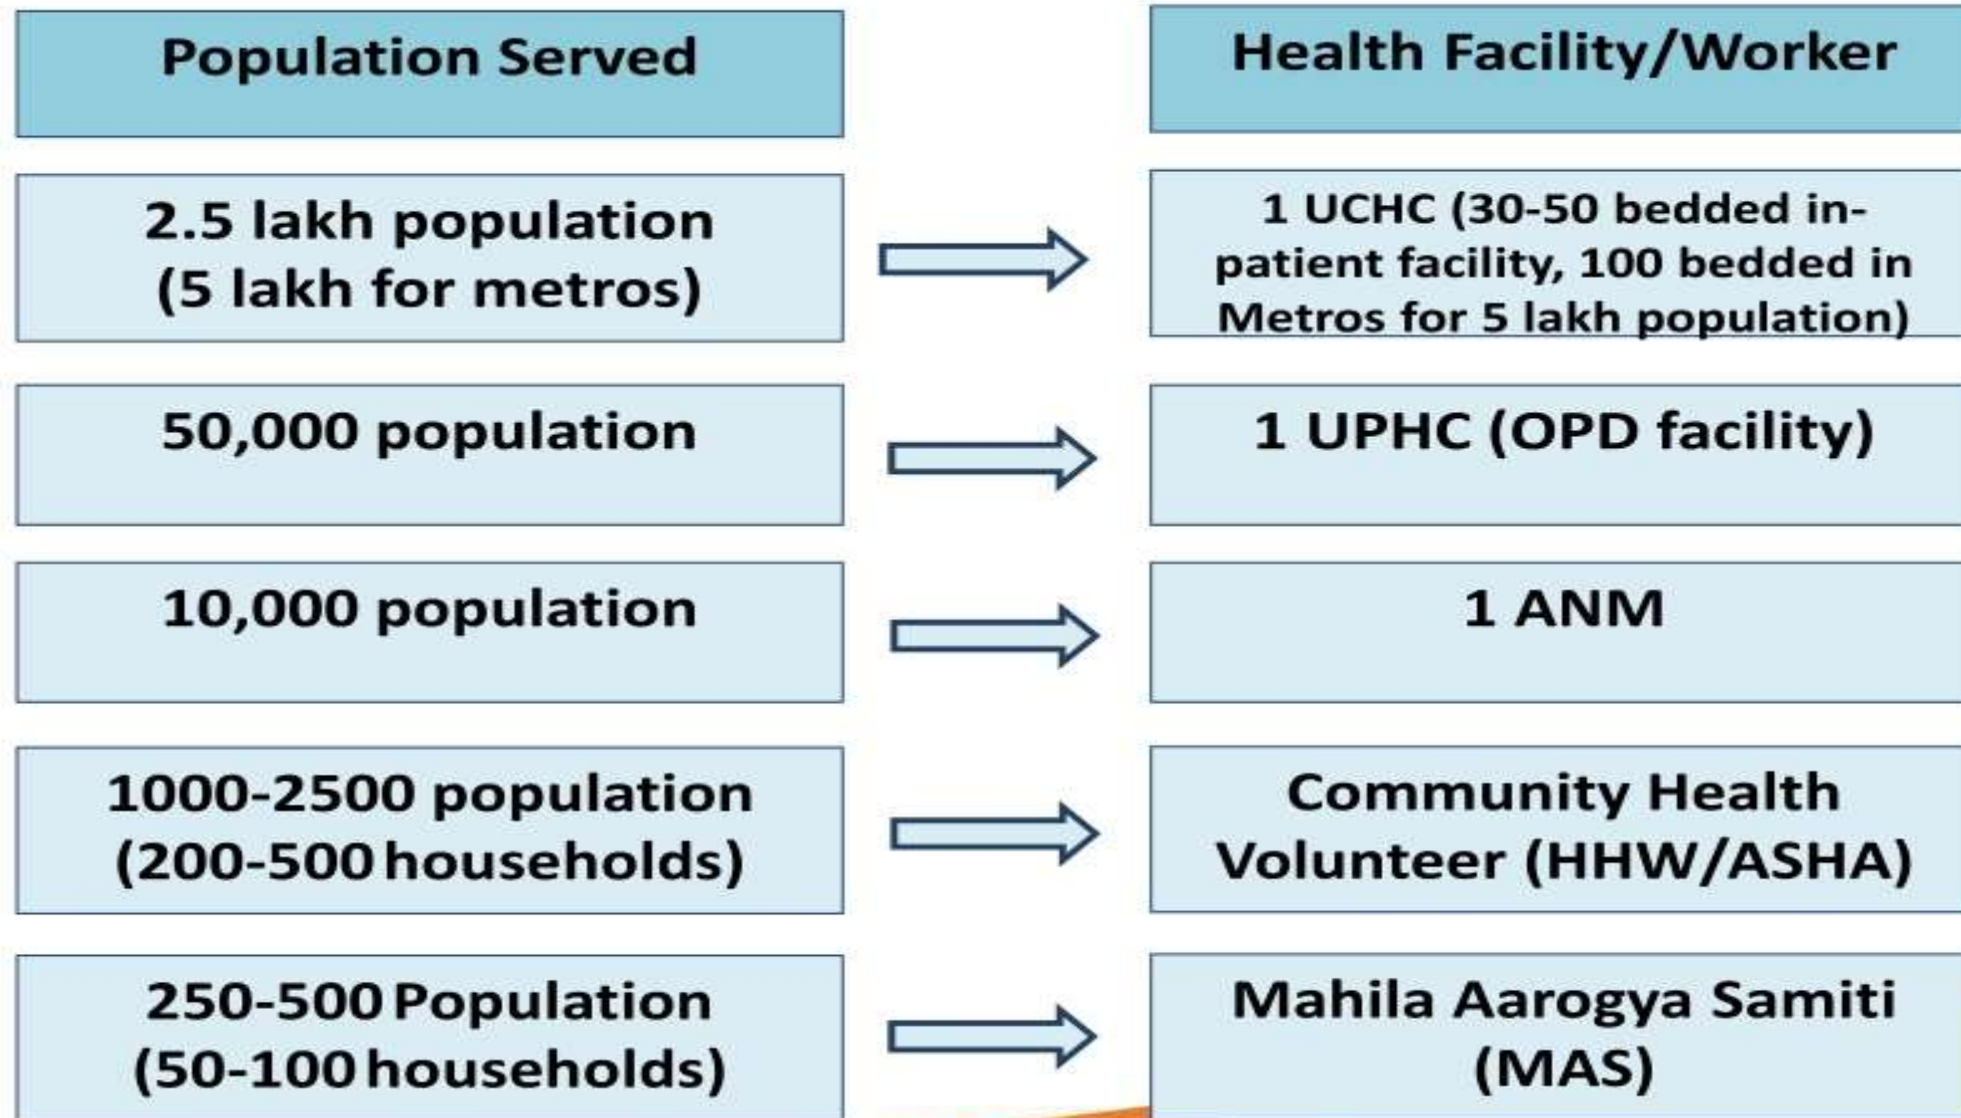 Population Served
Health Facility/Worker
2.5 lakh population
(5 lakh for metros)
1 UCHC (30-50 bedded in-
patient facility, 100 bedded in
Metros for 5 lakh population)
50,000 population
1 UPHC (OPD facility)
10,000 population
1 ANM
1000-2500 population
(200-500 households)
Community Health
Volunteer (HHW/ASHA)
250-500 Population
(50-100 households)
Mahila Aarogya Samiti
(MAS)